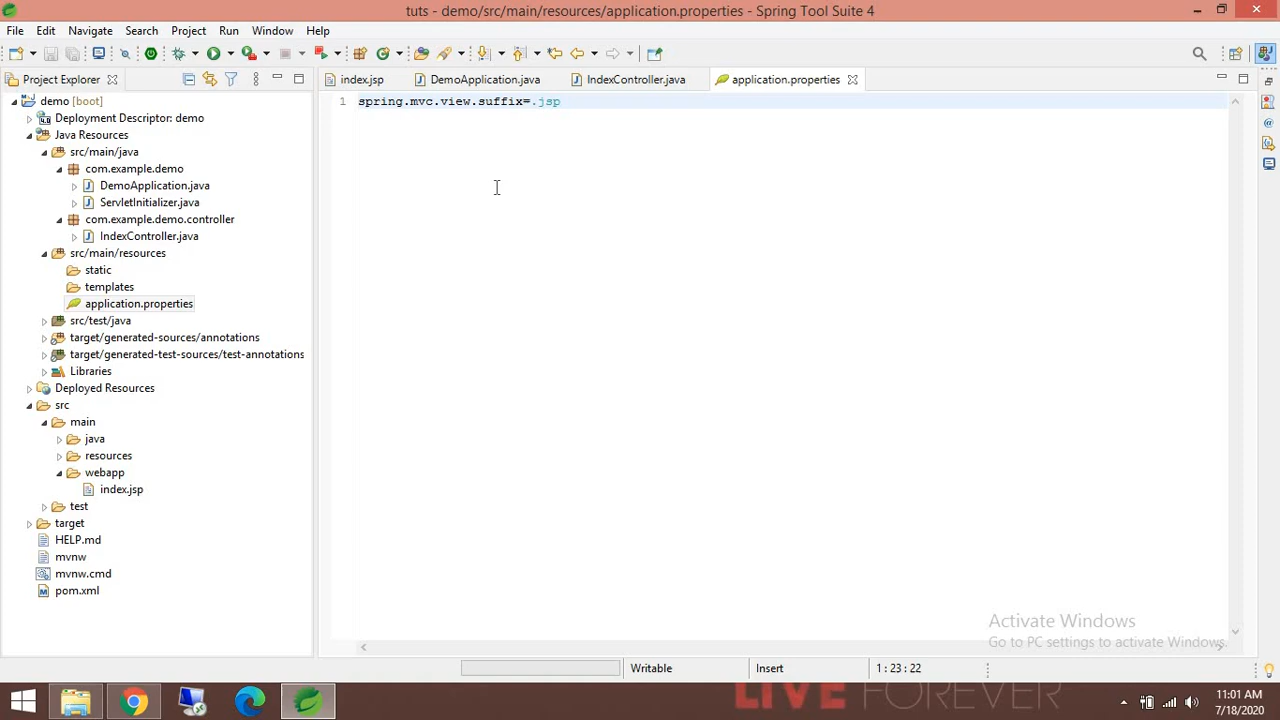 tuts - demo/src/main/resources/application.properties - Spring Tool Suite 4
File Edit Navigate Search Project Run Window Help
Project Explorer
index.jsp
DemoApplication.java
IndexController.java
application.properties
demo [boot]
Deployment Descriptor: demo
Java Resources
src/main/java
com.example.demo
DemoApplication.java
ServletInitializer.java
com.example.demo.controller
IndexController.java
src/main/resources
static
templates
application.properties
src/test/java
target/generated-sources/annotations
target/generated-test-sources/test-annotations
Libraries
Deployed Resources
src
main
java
resources
webapp
index.jsp
test
target
HELP.md
mvnw
mvnw.cmd
pom.xml
1 spring.mvc.view.suffix=.jsp
Activate Windows
Go to PC settings to activate Windows.
Writable
Insert
1 : 23 : 22
LIVE FOREVER
11:01 AM
7/18/2020